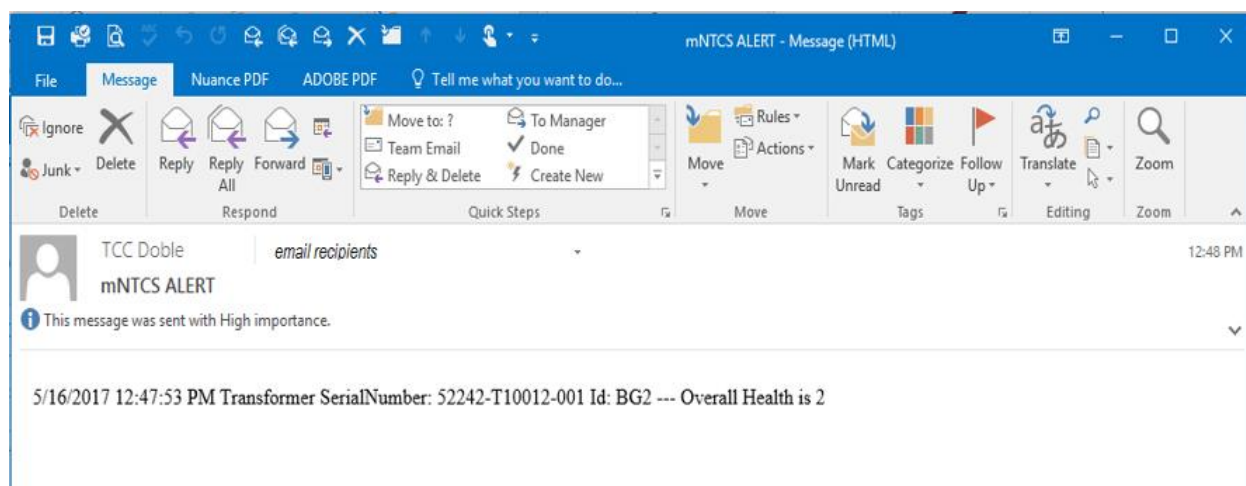 mNTCS ALERT - Message (HTML)
File Message Nuance PDF ADOBE PDF Tell me what you want to do...
Ignore
Junk
Delete
Reply
Reply All
Forward
Move to: ?
Team Email
Reply & Delete
To Manager
Done
Create New
Move
Rules
Actions
Mark Unread
Categorize
Follow Up
Translate
Zoom
Delete Respond Quick Steps Move Tags Editing Zoom
TCC Doble email recipients 12:48 PM
mNTCS ALERT
This message was sent with High importance.
5/16/2017 12:47:53 PM Transformer SerialNumber: 52242-T10012-001 Id: BG2 --- Overall Health is 2